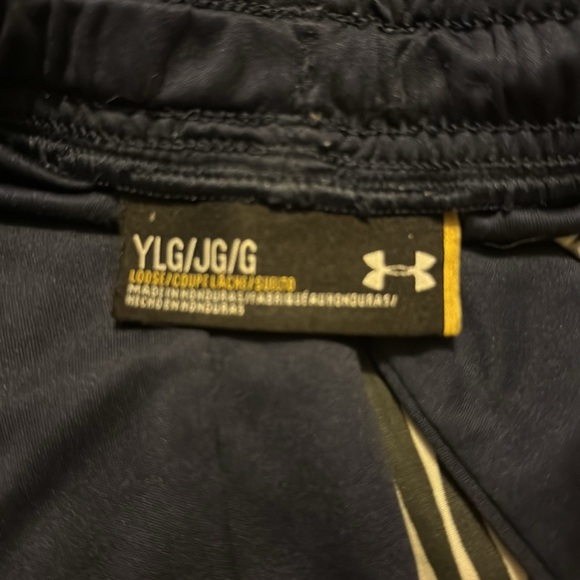 YLG/JG/G
LOOSE/COUPE LÂCHE/SUELTO
MADE IN HONDURAS/FABRIQUÉ AU HONDURAS/
HECHO EN HONDURAS